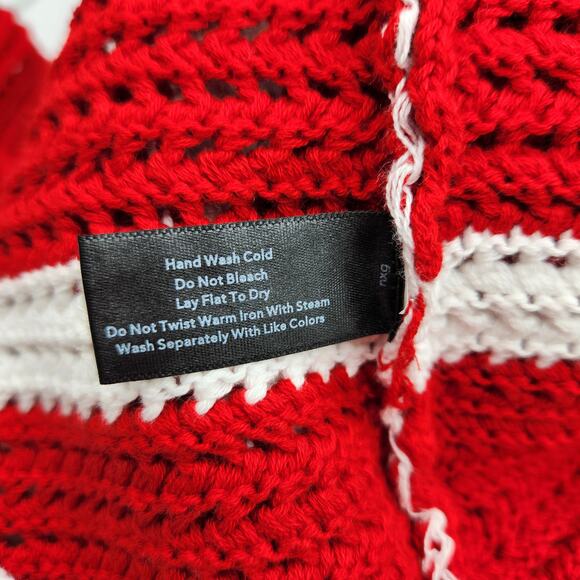 Hand Wash Cold
Do Not Bleach
Lay Flat To Dry
Do Not Twist Warm Iron With Steam
Wash Separately With Like Colors
nxg